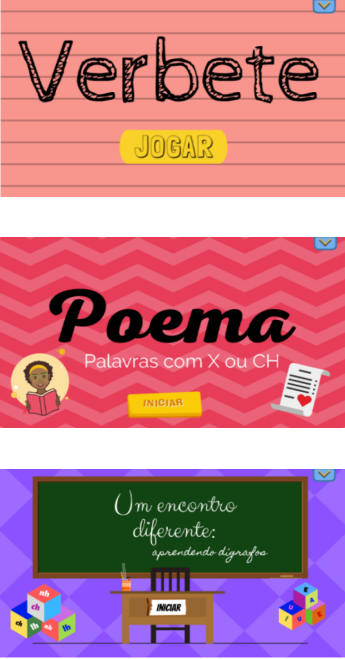 Verbete
JOGAR
Poema
Palavras com X ou CH
INICIAR
Um encontro
diferente:
aprendendo dígrafos
INICIAR
nh
ch
lh
ch
lh
nh
A
E
U
I